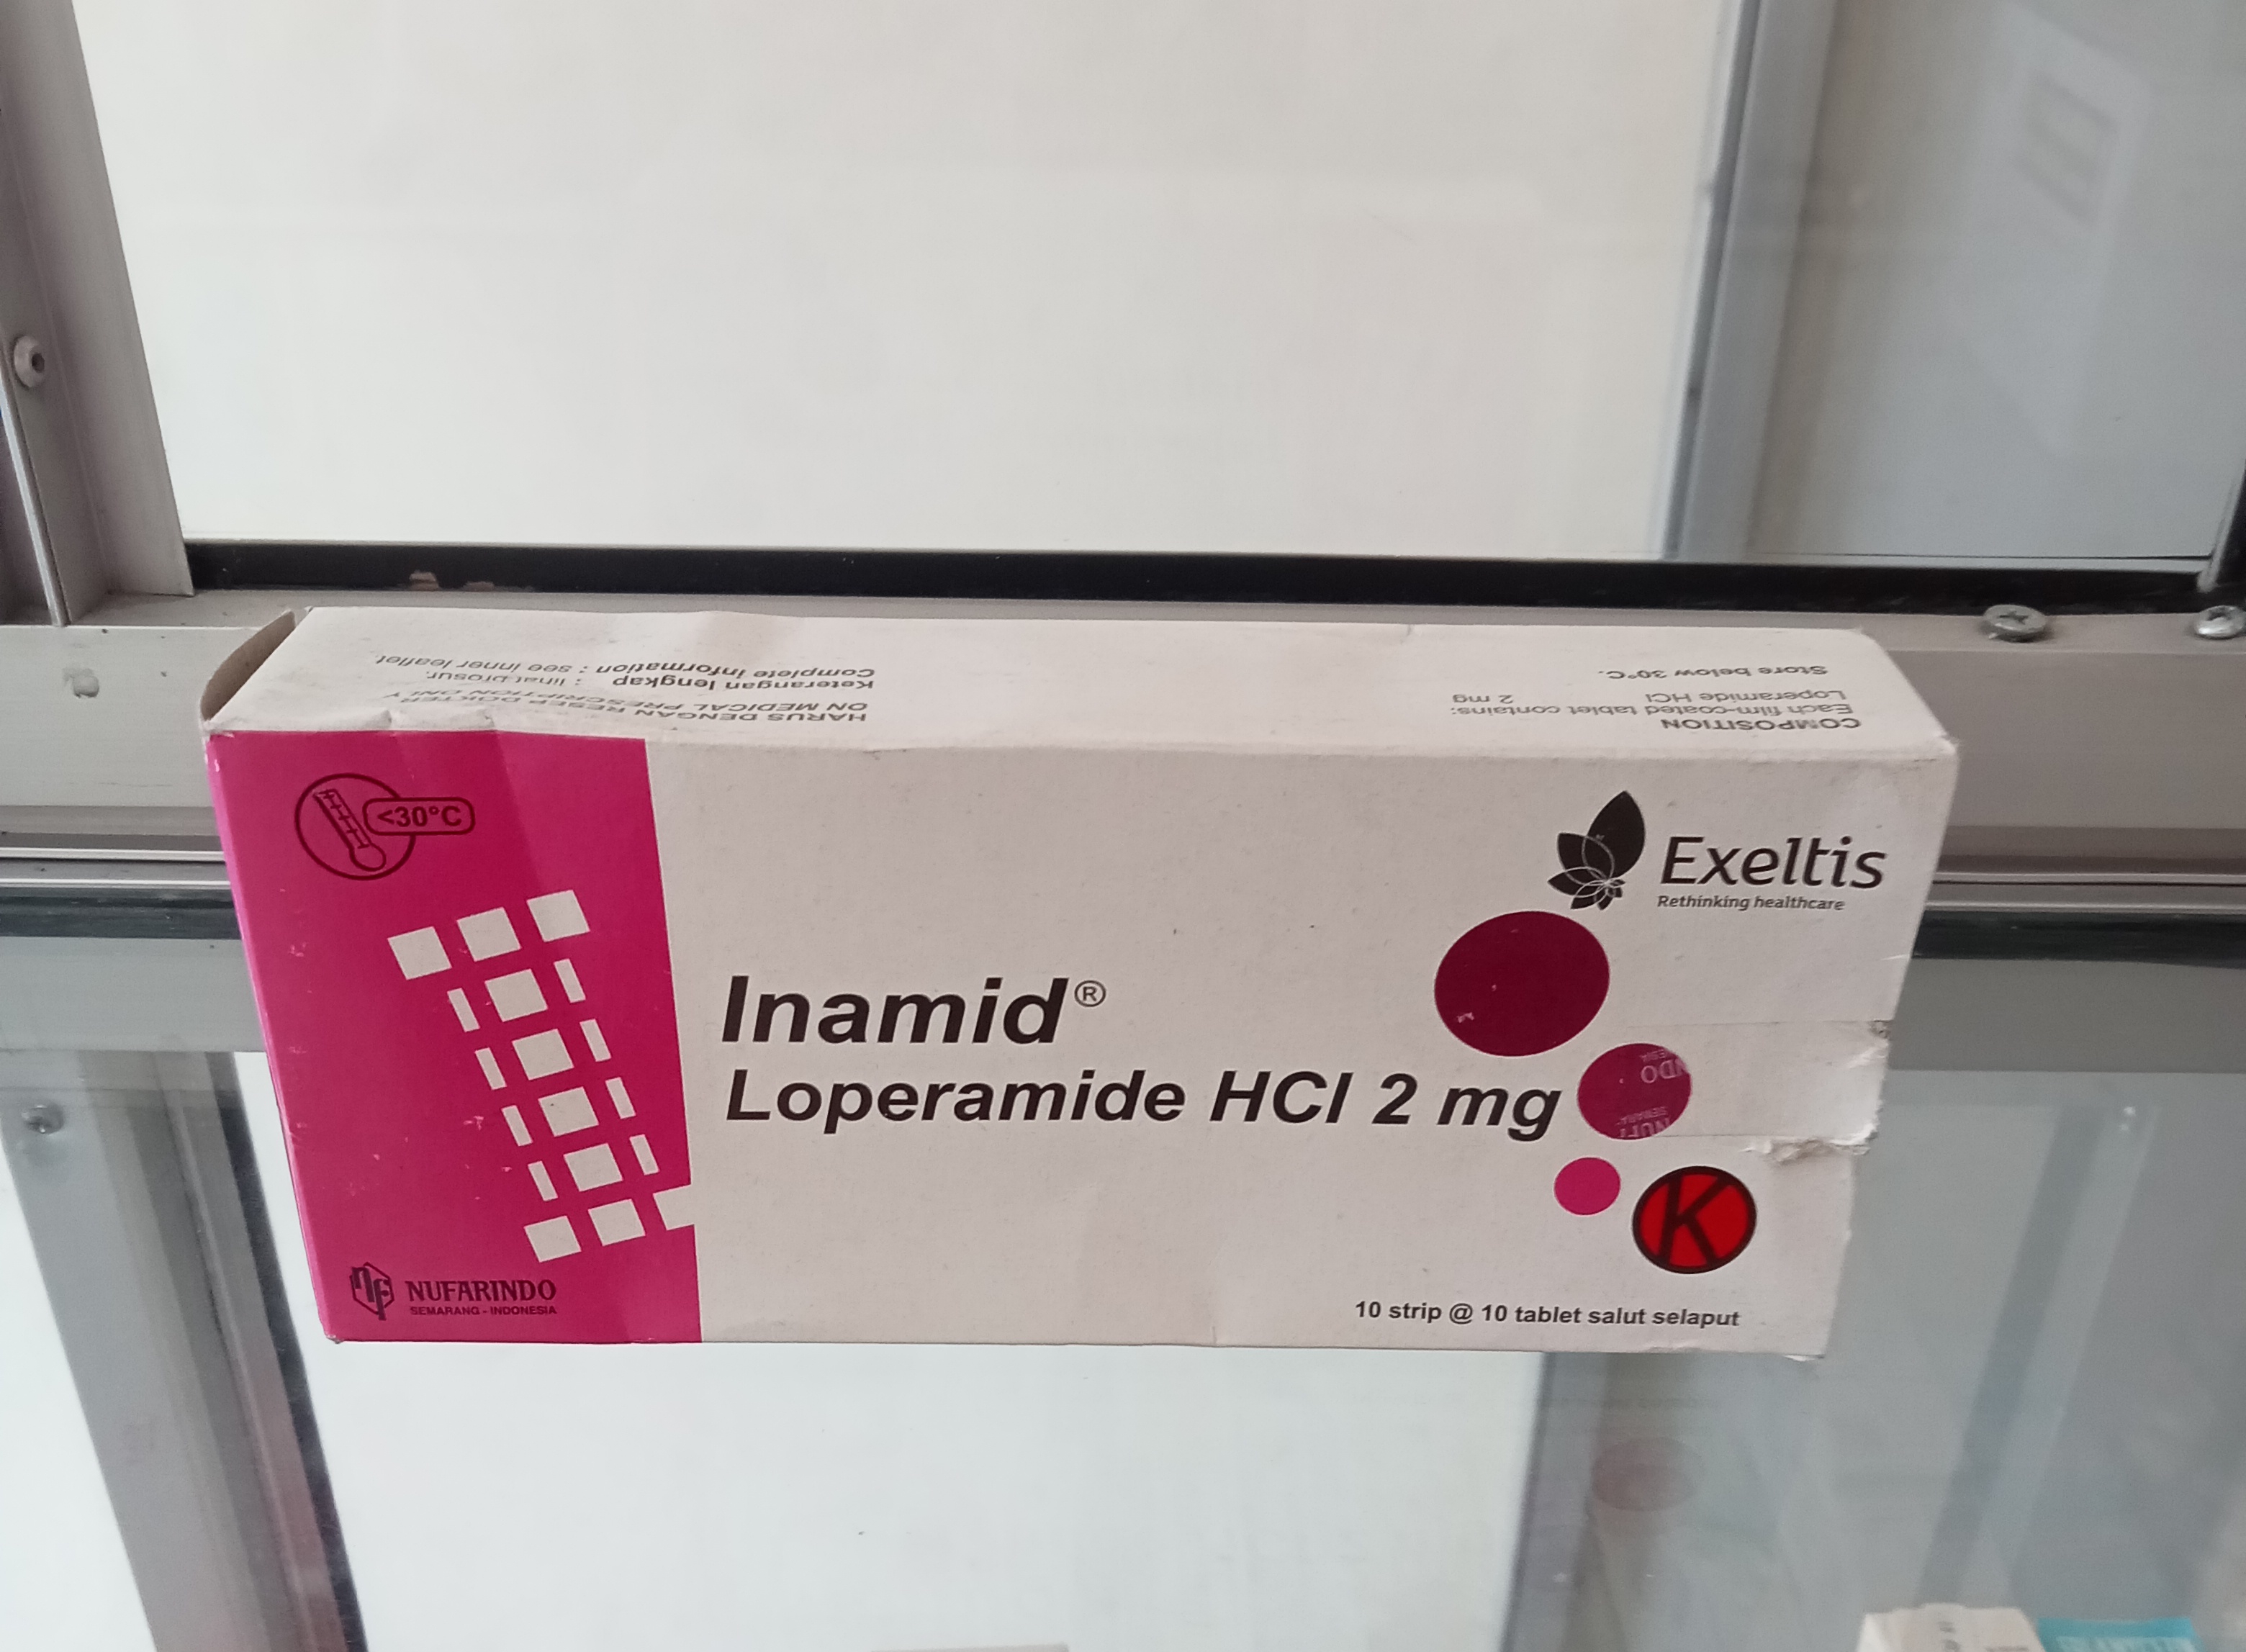 HARUS DENGAN RESEP DOKTER
ON MEDICAL PRESCRIPTION ONLY
Keterangan lengkap : lihat brosur.
Complete information : see inner leaflet.
COMPOSITION
Each film-coated tablet contains:
Loperamide HCl 2 mg
Store below 30°C.
<30°C
Exeltis
Rethinking healthcare
Inamid®
Loperamide HCl 2 mg
K
NUFARINDO
SEMARANG - INDONESIA
10 strip @ 10 tablet salut selaput